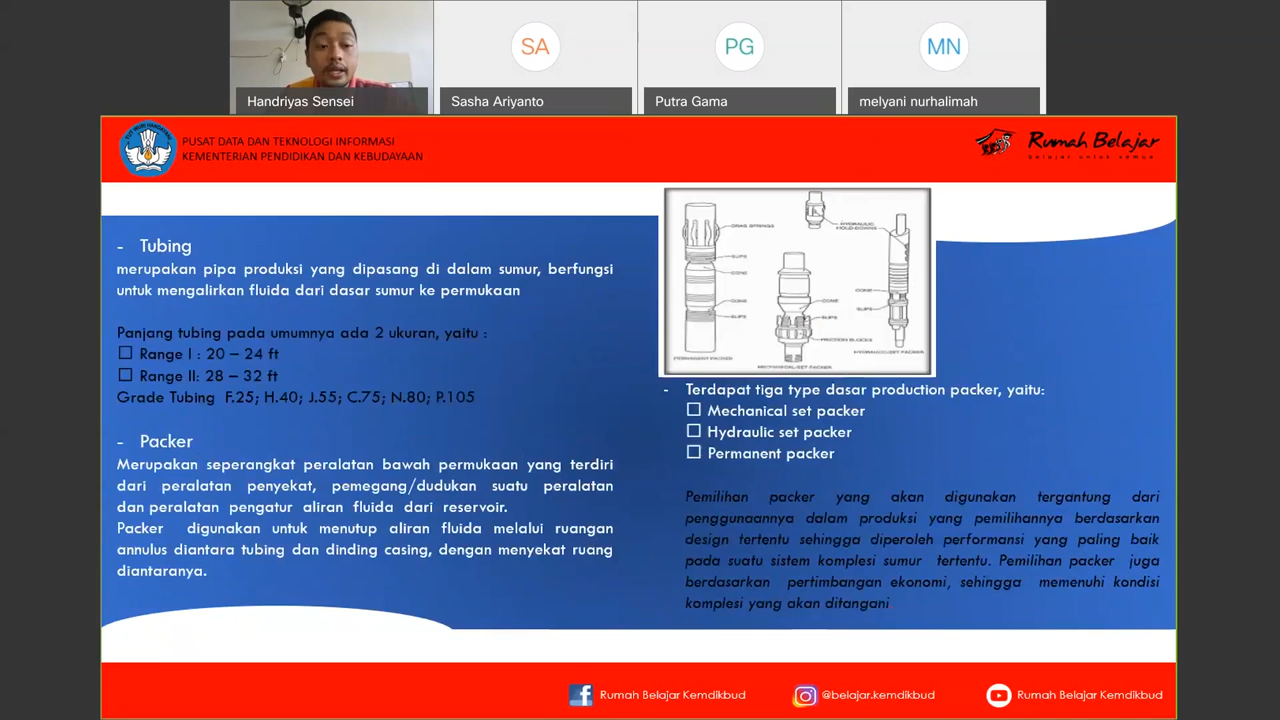 SA
PG
MN
Handriyas Sensei
Sasha Ariyanto
Putra Gama
melyani nurhalimah
PUSAT DATA DAN TEKNOLOGI INFORMASI
KEMENTERIAN PENDIDIKAN DAN KEBUDAYAAN
Rumah Belajar
belajar untuk semua
- Tubing
merupakan pipa produksi yang dipasang di dalam sumur, berfungsi
untuk mengalirkan fluida dari dasar sumur ke permukaan
Panjang tubing pada umumnya ada 2 ukuran, yaitu :
☐ Range I : 20 – 24 ft
☐ Range II: 28 – 32 ft
Grade Tubing F.25; H.40; J.55; C.75; N.80; P.105
- Packer
Merupakan seperangkat peralatan bawah permukaan yang terdiri
dari peralatan penyekat, pemegang/dudukan suatu peralatan
dan peralatan pengatur aliran fluida dari reservoir.
Packer digunakan untuk menutup aliran fluida melalui ruangan
annulus diantara tubing dan dinding casing, dengan menyekat ruang
diantaranya.
DRAG SPRINGS
SLIPS
CONE
CONE
SLIPS
PERMANENT PACKER
HYDRAULIC
HOLD-DOWNS
CONE
SLIPS
FRICTION BLOCKS
MECHANICAL-SET PACKER
CONE
SLIPS
HYDRAULIC-SET PACKER
- Terdapat tiga type dasar production packer, yaitu:
☐ Mechanical set packer
☐ Hydraulic set packer
☐ Permanent packer
Pemilihan packer yang akan digunakan tergantung dari
penggunaannya dalam produksi yang pemilihannya berdasarkan
design tertentu sehingga diperoleh performansi yang paling baik
pada suatu sistem komplesi sumur tertentu. Pemilihan packer juga
berdasarkan pertimbangan ekonomi, sehingga memenuhi kondisi
komplesi yang akan ditangani
Rumah Belajar Kemdikbud
@belajar.kemdikbud
Rumah Belajar Kemdikbud